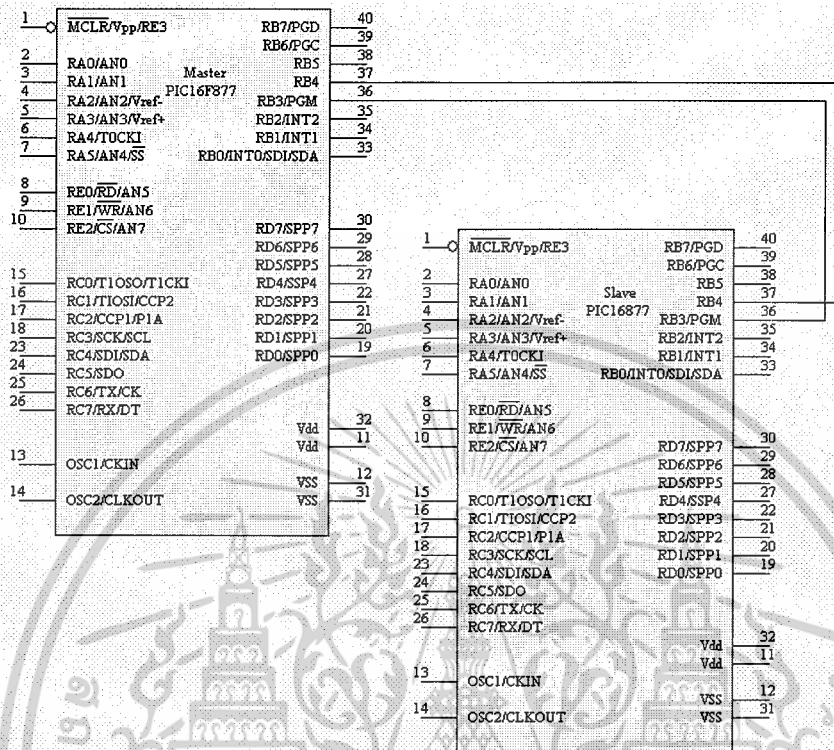 1 MCLR/Vpp/RE3 RB7/PGD 40
RB6/PGC 39
2 RA0/AN0 RB5 38
3 RA1/AN1 Master RB4 37
4 RA2/AN2/Vref- PIC16F877 RB3/PGM 36
5 RA3/AN3/Vref+ RB2/INT2 35
6 RA4/T0CKI RB1/INT1 34
7 RA5/AN4/SS RB0/INT0/SDI/SDA 33
8 RE0/RD/AN5
9 RE1/WR/AN6
10 RE2/CS/AN7 RD7/SPP7 30
RD6/SPP6 29
RD5/SPP5 28
15 RC0/T1OSO/T1CKI RD4/SSP4 27
16 RC1/TIOSI/CCP2 RD3/SPP3 22
17 RC2/CCP1/P1A RD2/SPP2 21
18 RC3/SCK/SCL RD1/SPP1 20
23 RC4/SDI/SDA RD0/SPP0 19
24 RC5/SDO
25 RC6/TX/CK
26 RC7/RX/DT
Vdd 32
Vdd 11
13 OSC1/CKIN
VSS 12
14 OSC2/CLKOUT VSS 31
1 MCLR/Vpp/RE3 RB7/PGD 40
RB6/PGC 39
2 RA0/AN0 RB5 38
3 RA1/AN1 Slave RB4 37
4 RA2/AN2/Vref- PIC16877 RB3/PGM 36
5 RA3/AN3/Vref+ RB2/INT2 35
6 RA4/T0CKI RB1/INT1 34
7 RA5/AN4/SS RB0/INT0/SDI/SDA 33
8 RE0/RD/AN5
9 RE1/WR/AN6
10 RE2/CS/AN7 RD7/SPP7 30
RD6/SPP6 29
RD5/SPP5 28
15 RC0/T1OSO/T1CKI RD4/SSP4 27
16 RC1/TIOSI/CCP2 RD3/SPP3 22
17 RC2/CCP1/P1A RD2/SPP2 21
18 RC3/SCK/SCL RD1/SPP1 20
23 RC4/SDI/SDA RD0/SPP0 19
24 RC5/SDO
25 RC6/TX/CK
26 RC7/RX/DT
Vdd 32
Vdd 11
13 OSC1/CKIN
VSS 12
14 OSC2/CLKOUT VSS 31